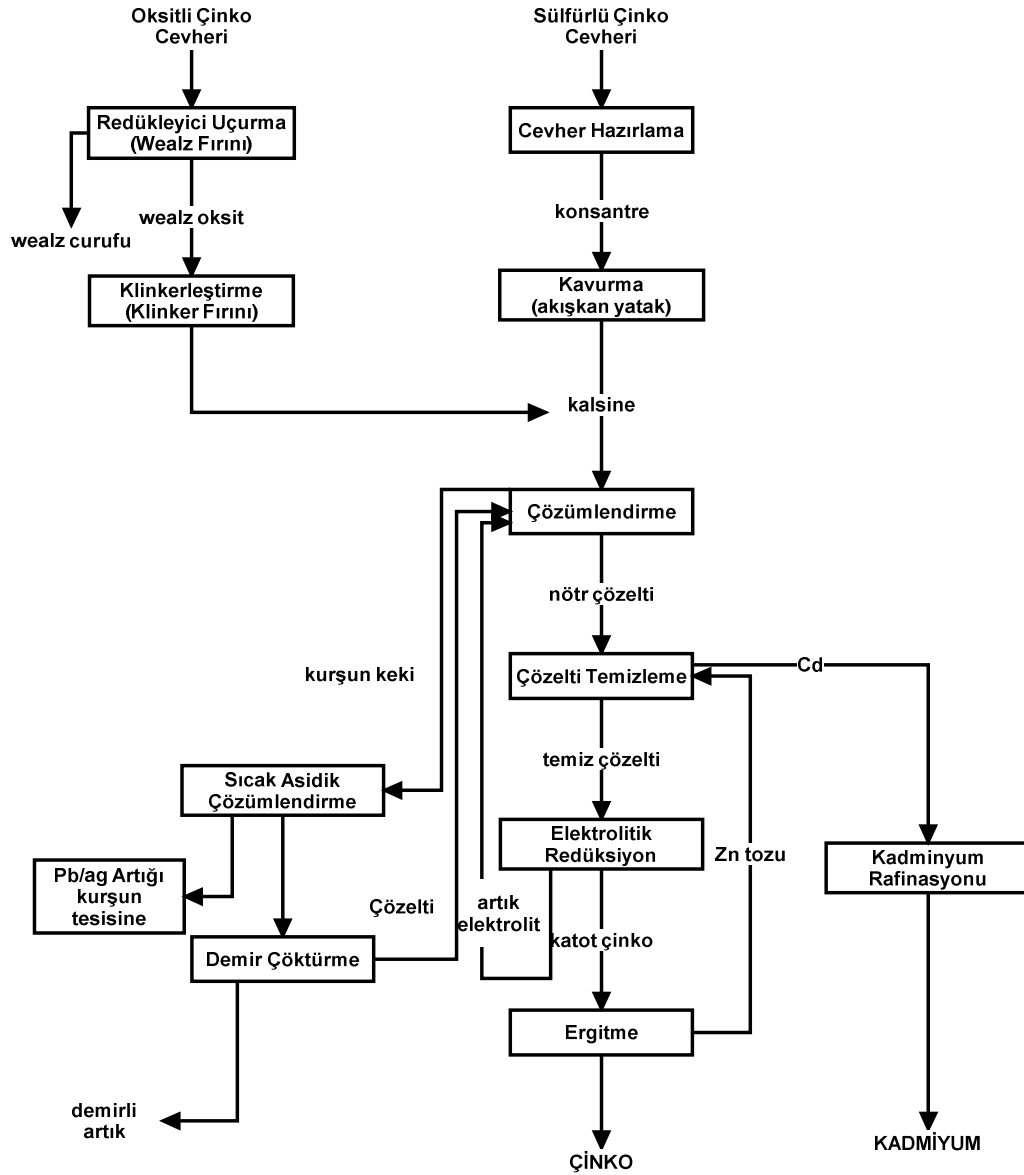 Oksitli Çinko
Cevheri
Sülfürlü Çinko
Cevheri
Redükleyici Uçurma
(Wealz Fırını)
Cevher Hazırlama
wealz oksit
wealz curufu
konsantre
Klinkerleştirme
(Klinker Fırını)
Kavurma
(akışkan yatak)
kalsine
Çözümlendirme
nötr çözelti
kurşun keki
Çözelti Temizleme
Cd
temiz çözelti
Sıcak Asidik
Çözümlendirme
Elektrolitik
Redüksiyon
Zn tozu
Kadminyum
Rafinasyonu
Pb/ag Artığı
kurşun
tesisine
Çözelti
artık
elektrolit
katot çinko
Demir Çöktürme
Ergitme
demirli
artık
ÇİNKO
KADMİYUM